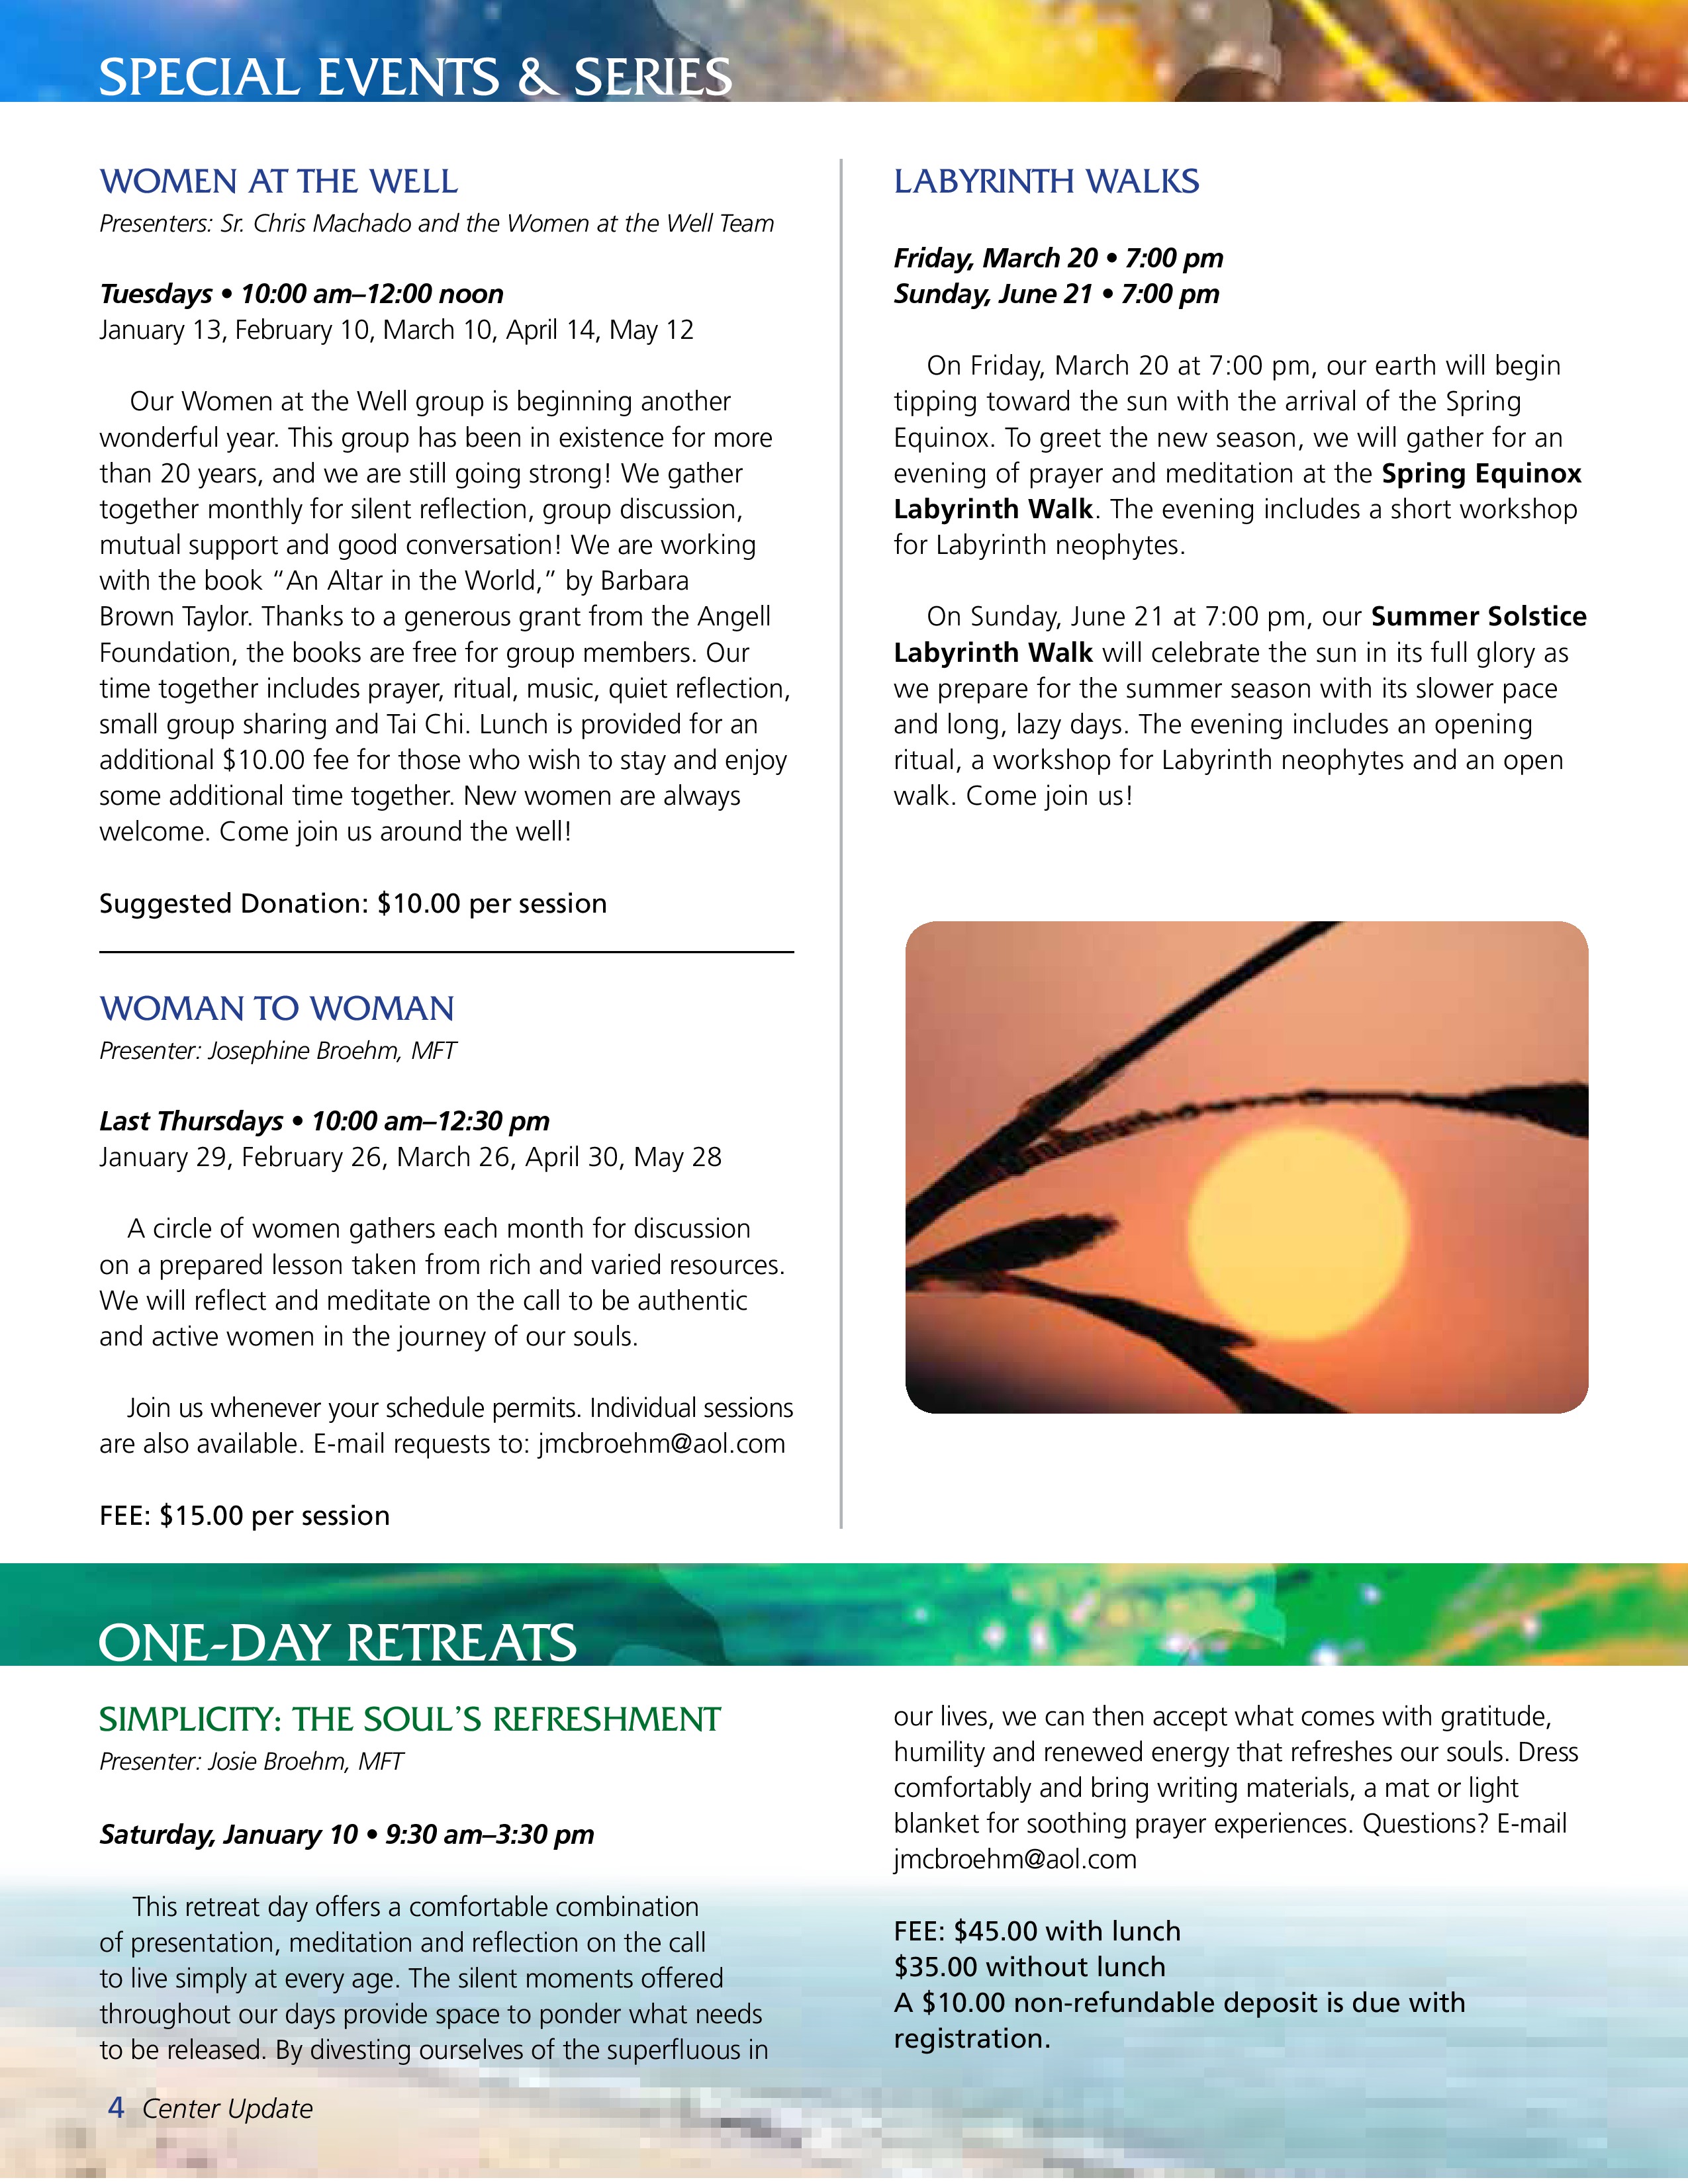 SPECIAL EVENTS & SERIES
WOMEN AT THE WELL
Presenters: Sr. Chris Machado and the Women at the Well Team
Tuesdays • 10:00 am–12:00 noon
January 13, February 10, March 10, April 14, May 12
Our Women at the Well group is beginning another
wonderful year. This group has been in existence for more
than 20 years, and we are still going strong! We gather
together monthly for silent reflection, group discussion,
mutual support and good conversation! We are working
with the book “An Altar in the World,” by Barbara
Brown Taylor. Thanks to a generous grant from the Angell
Foundation, the books are free for group members. Our
time together includes prayer, ritual, music, quiet reflection,
small group sharing and Tai Chi. Lunch is provided for an
additional $10.00 fee for those who wish to stay and enjoy
some additional time together. New women are always
welcome. Come join us around the well!
Suggested Donation: $10.00 per session
WOMAN TO WOMAN
Presenter: Josephine Broehm, MFT
Last Thursdays • 10:00 am–12:30 pm
January 29, February 26, March 26, April 30, May 28
A circle of women gathers each month for discussion
on a prepared lesson taken from rich and varied resources.
We will reflect and meditate on the call to be authentic
and active women in the journey of our souls.
Join us whenever your schedule permits. Individual sessions
are also available. E-mail requests to: jmcbroehm@aol.com
FEE: $15.00 per session
LABYRINTH WALKS
Friday, March 20 • 7:00 pm
Sunday, June 21 • 7:00 pm
On Friday, March 20 at 7:00 pm, our earth will begin
tipping toward the sun with the arrival of the Spring
Equinox. To greet the new season, we will gather for an
evening of prayer and meditation at the Spring Equinox
Labyrinth Walk. The evening includes a short workshop
for Labyrinth neophytes.
On Sunday, June 21 at 7:00 pm, our Summer Solstice
Labyrinth Walk will celebrate the sun in its full glory as
we prepare for the summer season with its slower pace
and long, lazy days. The evening includes an opening
ritual, a workshop for Labyrinth neophytes and an open
walk. Come join us!
ONE-DAY RETREATS
SIMPLICITY: THE SOUL’S REFRESHMENT
Presenter: Josie Broehm, MFT
Saturday, January 10 • 9:30 am–3:30 pm
This retreat day offers a comfortable combination
of presentation, meditation and reflection on the call
to live simply at every age. The silent moments offered
throughout our days provide space to ponder what needs
to be released. By divesting ourselves of the superfluous in
our lives, we can then accept what comes with gratitude,
humility and renewed energy that refreshes our souls. Dress
comfortably and bring writing materials, a mat or light
blanket for soothing prayer experiences. Questions? E-mail
jmcbroehm@aol.com
FEE: $45.00 with lunch
$35.00 without lunch
A $10.00 non-refundable deposit is due with
registration.
4 Center Update